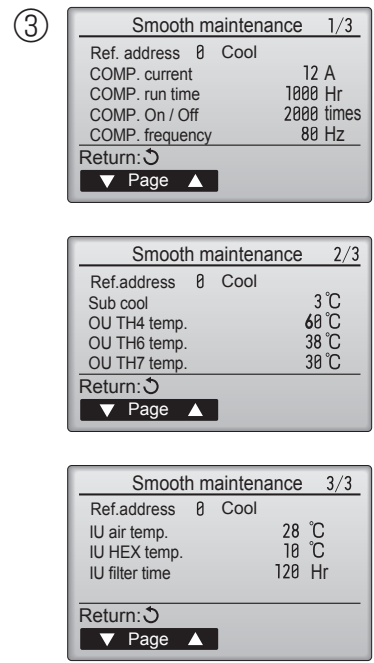 ③
Smooth maintenance 1/3
Ref. address 0 Cool
COMP. current 12 A
COMP. run time 1000 Hr
COMP. On / Off 2000 times
COMP. frequency 80 Hz
Return:
▼ Page ▲
Smooth maintenance 2/3
Ref.address 0 Cool
Sub cool 3℃
OU TH4 temp. 60℃
OU TH6 temp. 38℃
OU TH7 temp. 30℃
Return:
▼ Page ▲
Smooth maintenance 3/3
Ref.address 0 Cool
IU air temp. 28 ℃
IU HEX temp. 10 ℃
IU filter time 120 Hr
Return:
▼ Page ▲